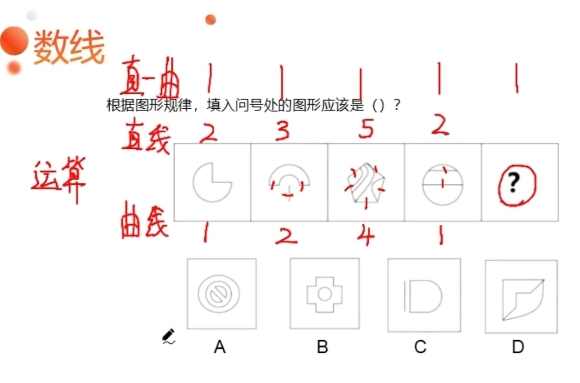 数线
直-曲 1 1 1 1 1
根据图形规律，填入问号处的图形应该是（）？
直线 2 3 5 2
运算
?
曲线 1 2 4 1
A B C D